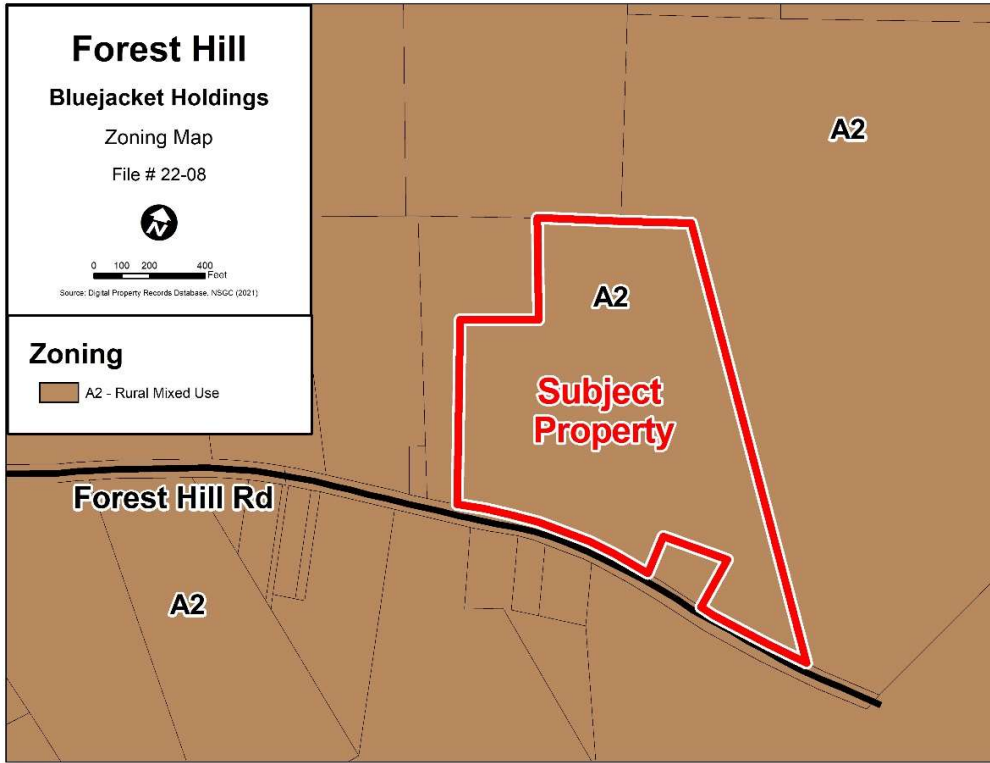 Forest Hill
Bluejacket Holdings
Zoning Map
File # 22-08
N
0 100 200 400
Feet
Source: Digital Property Records Database, NSGC (2021)
Zoning
A2 - Rural Mixed Use
A2
A2
Subject
Property
Forest Hill Rd
A2